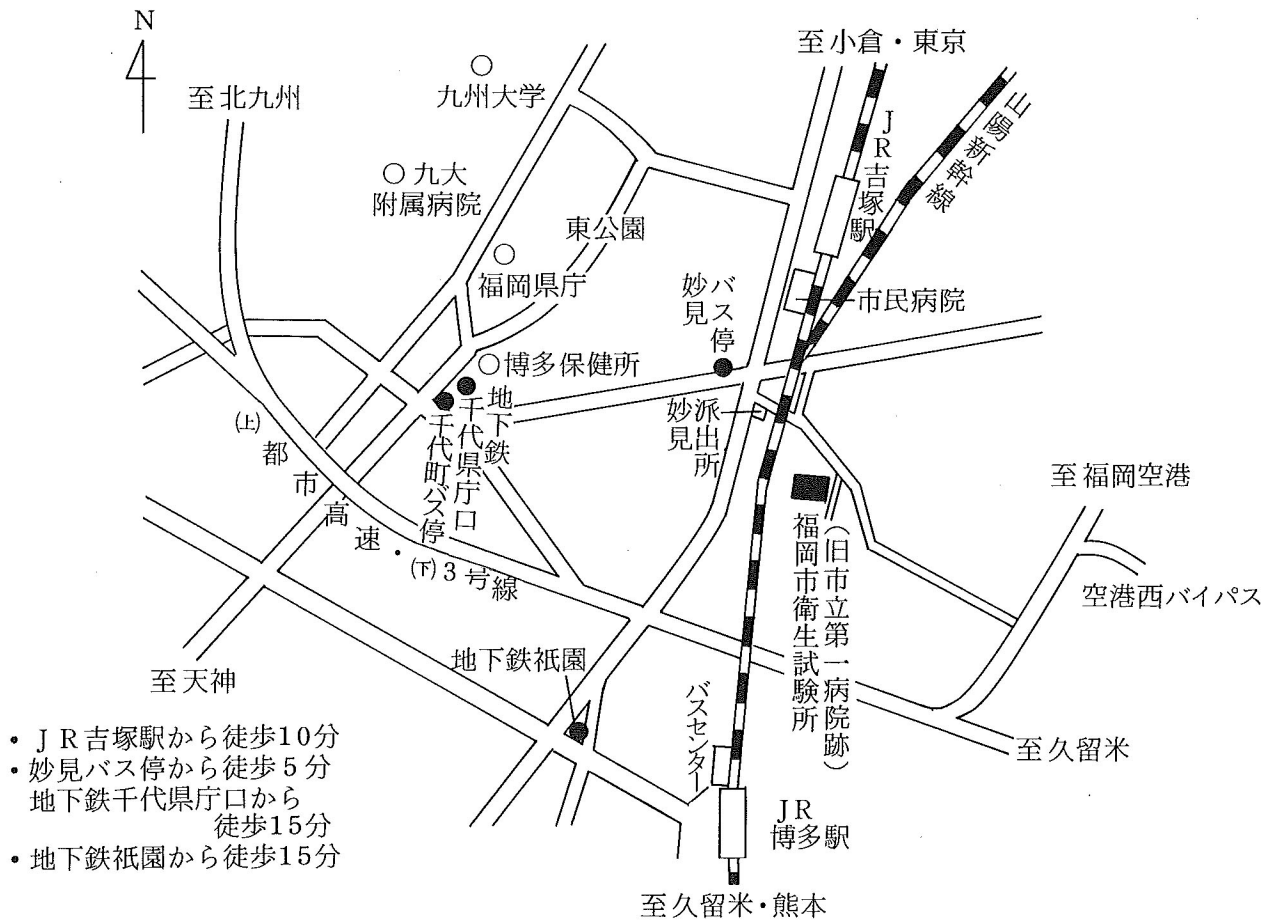 N
至小倉・東京
九州大学
至北九州
山陽新幹線
JR吉塚駅
九大
附属病院
東公園
福岡県庁
妙見
バス停
市民病院
博多保健所
地下鉄
千代県庁口
千代町バス停
妙見
派出所
(上)都市高速・(下)3号線
至福岡空港
空港西バイパス
(旧市立第一病院跡)
福岡市衛生試験所
至天神
地下鉄祇園
バスセンター
至久留米
・JR吉塚駅から徒歩10分
・妙見バス停から徒歩5分
地下鉄千代県庁口から
徒歩15分
・地下鉄祇園から徒歩15分
JR
博多駅
至久留米・熊本